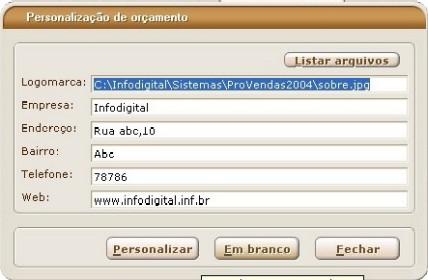 Personalização de orçamento
Listar arquivos
Logomarca: C:\Infodigital\Sistemas\ProVendas2004\sobre.jpg
Empresa: Infodigital
Endereço: Rua abc,10
Bairro: Abc
Telefone: 78786
Web: www.infodigital.inf.br
Personalizar Em branco Fechar